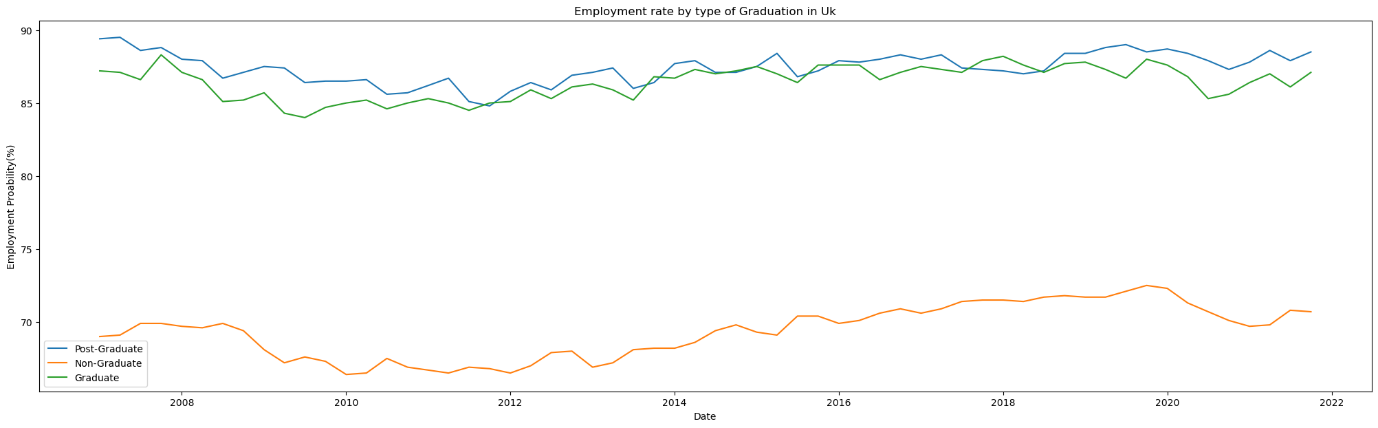 Employment rate by type of Graduation in Uk
Employment Proability(%)
90
85
80
75
70
Post-Graduate
Non-Graduate
Graduate
2008 2010 2012 2014 2016 2018 2020 2022
Date